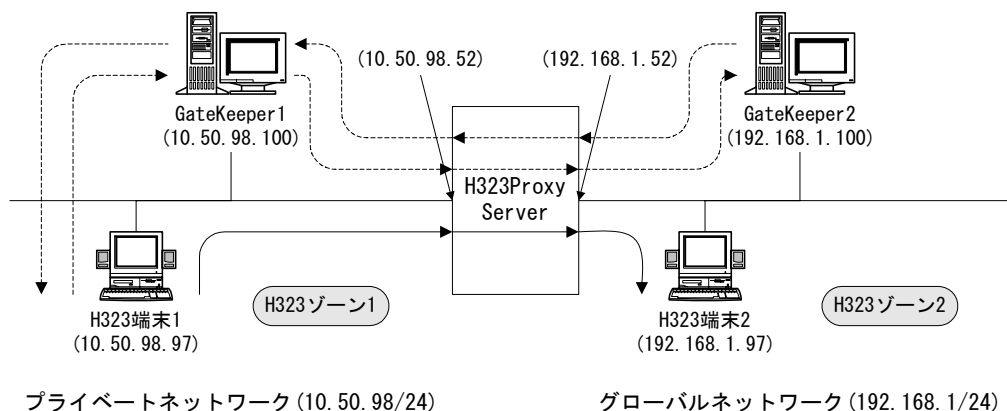 (10.50.98.52)
(192.168.1.52)
GateKeeper1
(10.50.98.100)
GateKeeper2
(192.168.1.100)
H323Proxy
Server
H323端末1
(10.50.98.97)
H323ゾーン1
H323端末2
(192.168.1.97)
H323ゾーン2
プライベートネットワーク(10.50.98/24)
グローバルネットワーク(192.168.1/24)